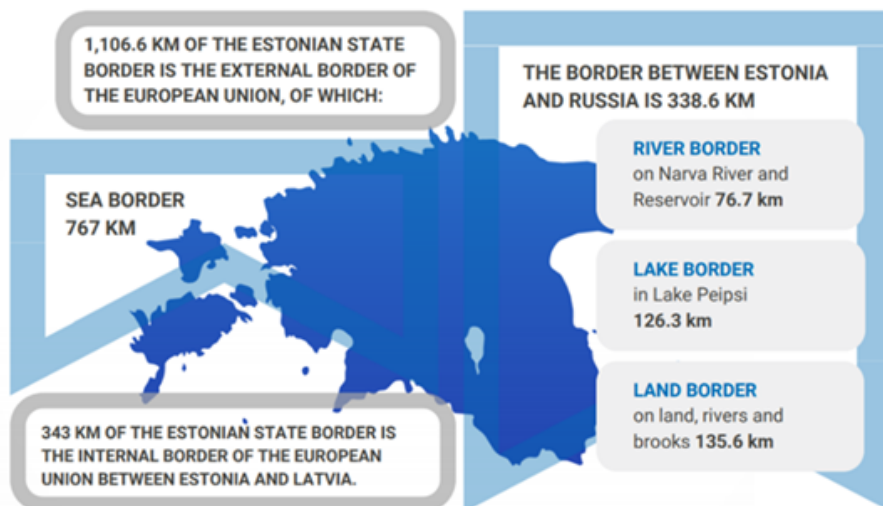 1,106.6 KM OF THE ESTONIAN STATE
BORDER IS THE EXTERNAL BORDER OF
THE EUROPEAN UNION, OF WHICH:
SEA BORDER
767 KM
343 KM OF THE ESTONIAN STATE BORDER IS
THE INTERNAL BORDER OF THE EUROPEAN
UNION BETWEEN ESTONIA AND LATVIA.
THE BORDER BETWEEN ESTONIA
AND RUSSIA IS 338.6 KM
RIVER BORDER
on Narva River and
Reservoir 76.7 km
LAKE BORDER
in Lake Peipsi
126.3 km
LAND BORDER
on land, rivers and
brooks 135.6 km